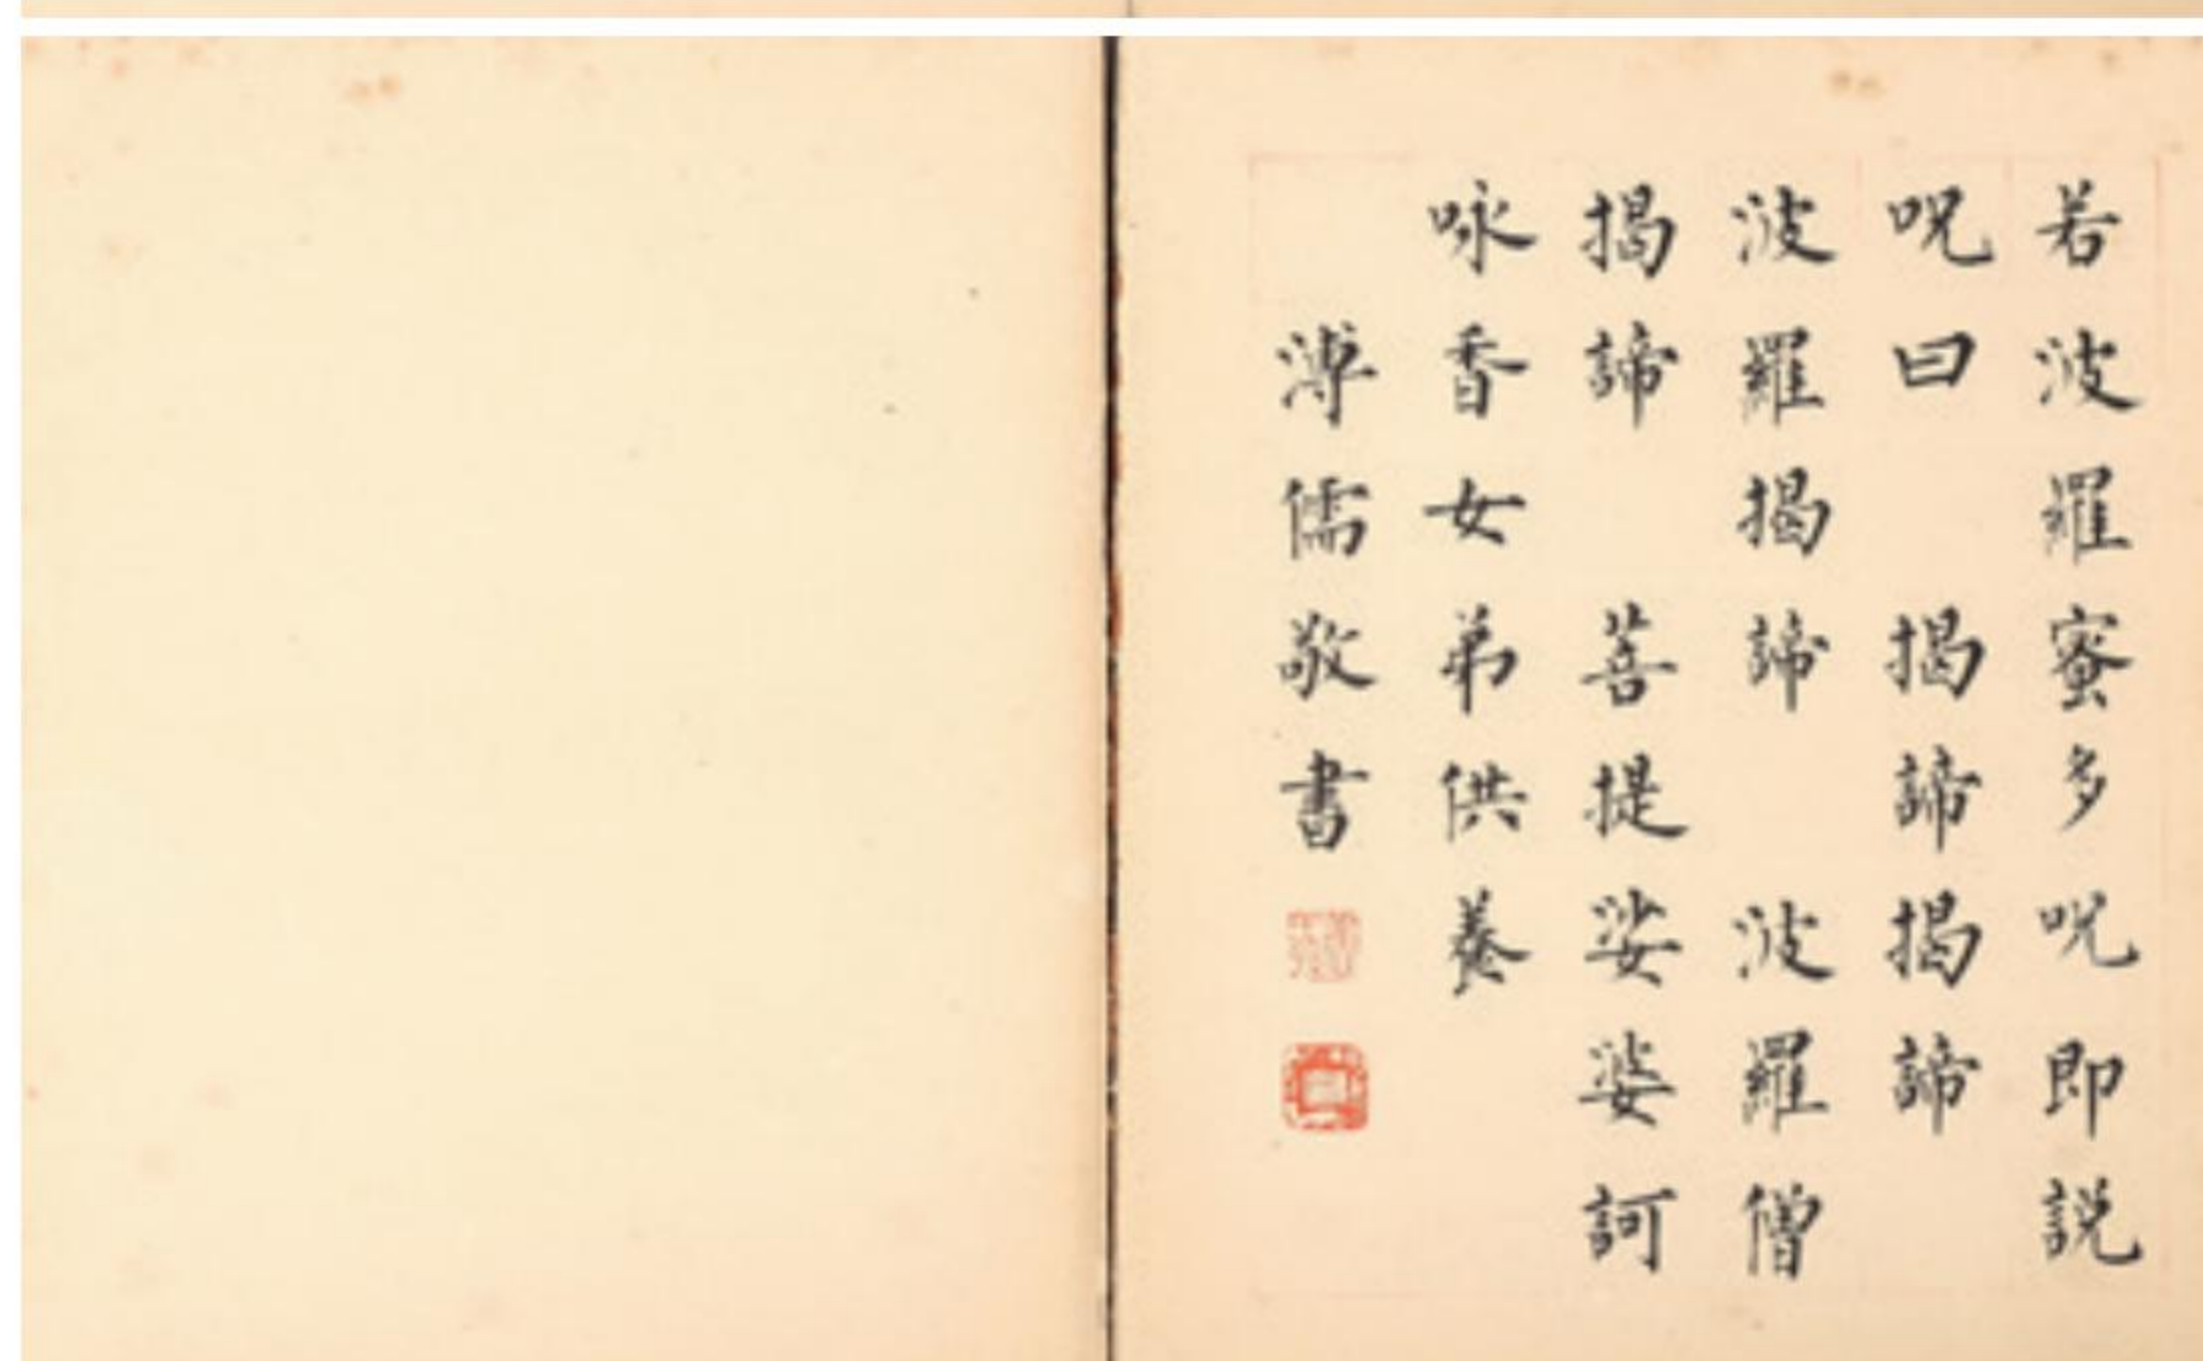 若波羅蜜多呪即説
呪曰 揭諦揭諦
波羅揭諦 波羅僧
揭諦 菩提娑婆訶
咏香女弟供養
溥儒敬書